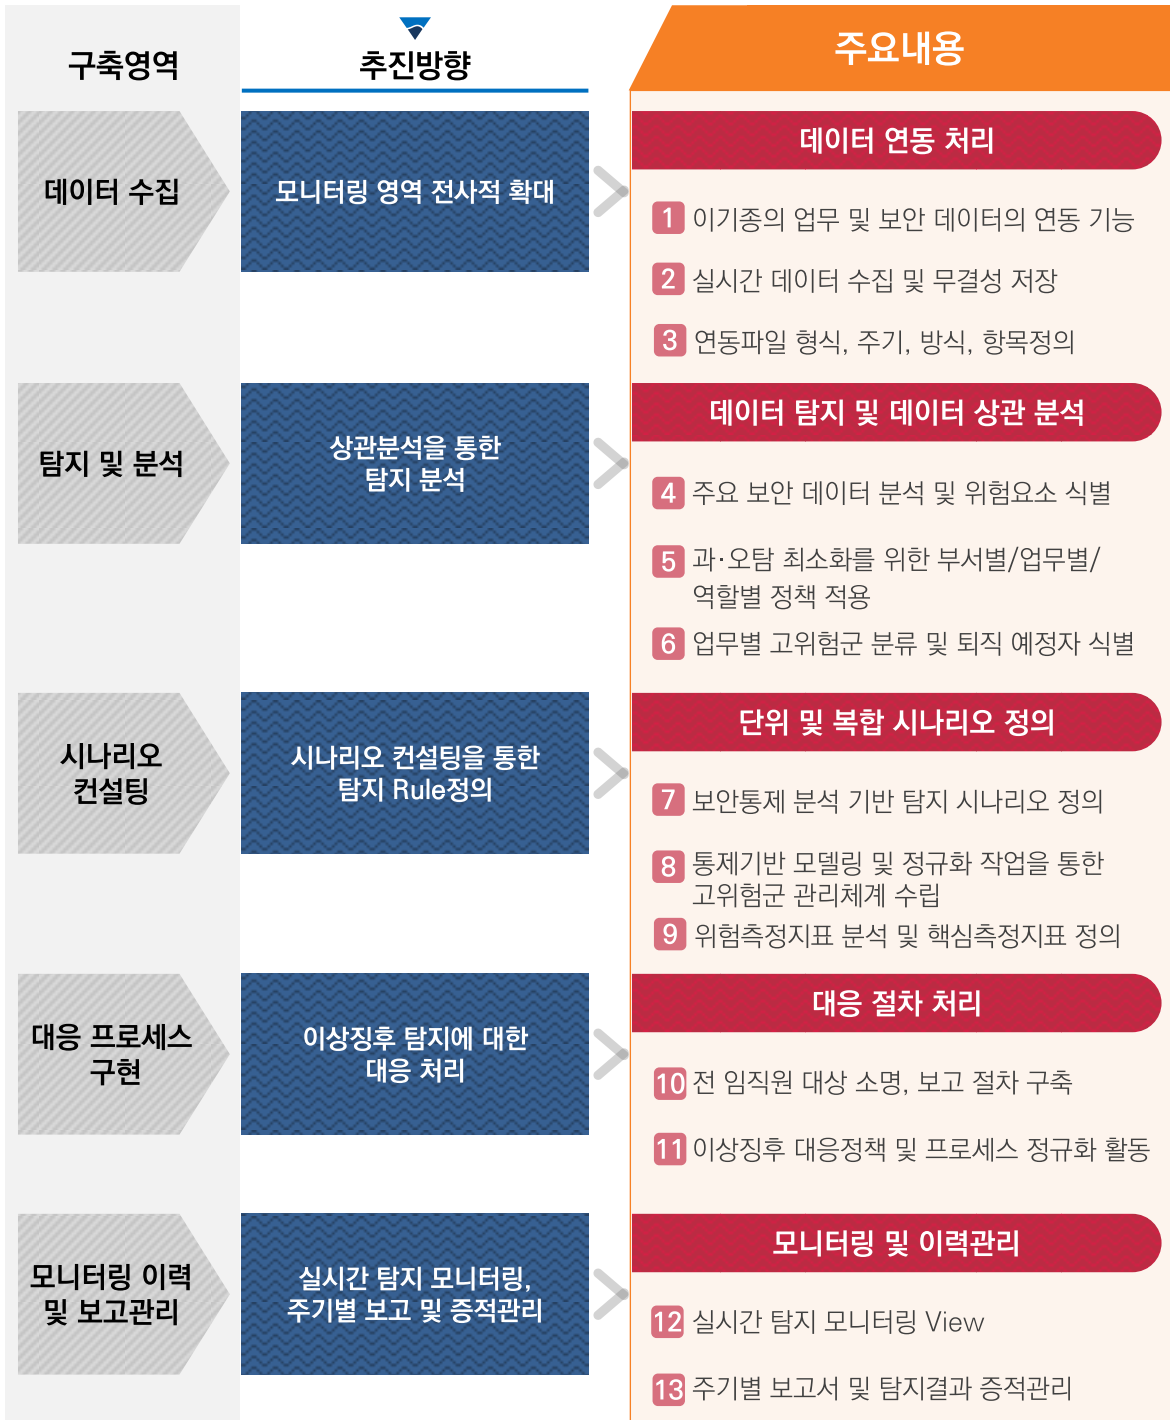 구축영역
추진방향
주요내용
데이터 수집
모니터링 영역 전사적 확대
데이터 연동 처리
1 이기종의 업무 및 보안 데이터의 연동 기능
2 실시간 데이터 수집 및 무결성 저장
3 연동파일 형식, 주기, 방식, 항목정의
탐지 및 분석
상관분석을 통한
탐지 분석
데이터 탐지 및 데이터 상관 분석
4 주요 보안 데이터 분석 및 위험요소 식별
5 과·오탐 최소화를 위한 부서별/업무별/
역할별 정책 적용
6 업무별 고위험군 분류 및 퇴직 예정자 식별
시나리오
컨설팅
시나리오 컨설팅을 통한
탐지 Rule정의
단위 및 복합 시나리오 정의
7 보안통제 분석 기반 탐지 시나리오 정의
8 통제기반 모델링 및 정규화 작업을 통한
고위험군 관리체계 수립
9 위험측정지표 분석 및 핵심측정지표 정의
대응 프로세스
구현
이상징후 탐지에 대한
대응 처리
대응 절차 처리
10 전 임직원 대상 소명, 보고 절차 구축
11 이상징후 대응정책 및 프로세스 정규화 활동
모니터링 이력
및 보고관리
실시간 탐지 모니터링,
주기별 보고 및 증적관리
모니터링 및 이력관리
12 실시간 탐지 모니터링 View
13 주기별 보고서 및 탐지결과 증적관리